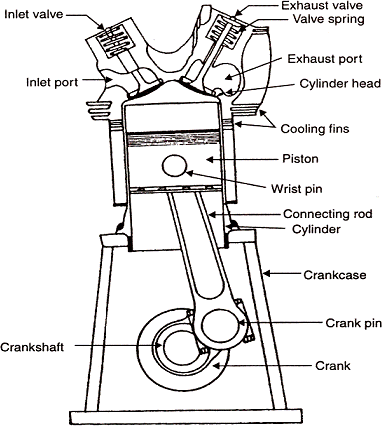 Inlet valve
Exhaust valve
Valve spring
Inlet port
Exhaust port
Cylinder head
Cooling fins
Piston
Wrist pin
Connecting rod
Cylinder
Crankcase
Crank pin
Crankshaft
Crank